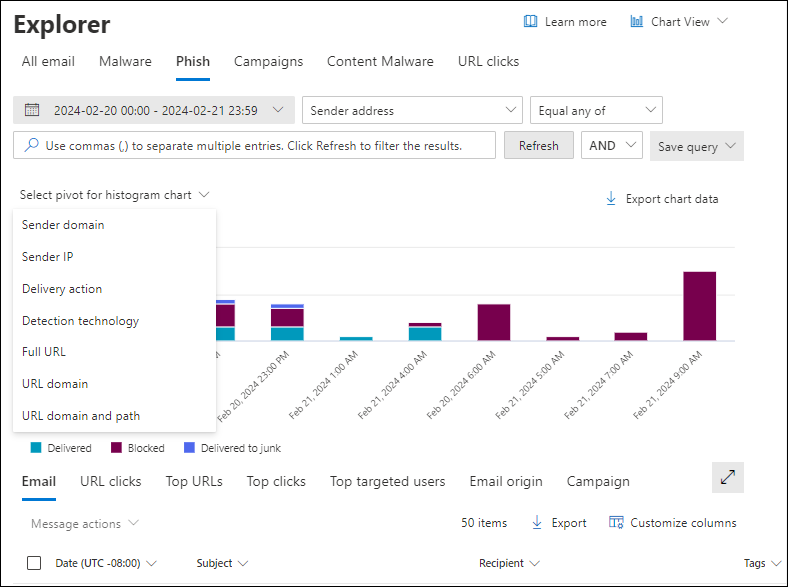 Explorer
Learn more
Chart View
All email Malware Phish Campaigns Content Malware URL clicks
2024-02-20 00:00 - 2024-02-21 23:59 Sender address Equal any of
Use commas (,) to separate multiple entries. Click Refresh to filter the results. Refresh AND Save query
Select pivot for histogram chart
Export chart data
Sender domain
Sender IP
Delivery action
Detection technology
Full URL
URL domain
URL domain and path
Feb 20, 2024 23:00 PM
Feb 21, 2024 1:00 AM
Feb 21, 2024 4:00 AM
Feb 20, 2024 6:00 AM
Feb 21, 2024 5:00 AM
Feb 21, 2024 7:00 AM
Feb 21, 2024 9:00 AM
Delivered Blocked Delivered to junk
Email URL clicks Top URLs Top clicks Top targeted users Email origin Campaign
Message actions 50 items Export Customize columns
Date (UTC -08:00) Subject Recipient Tags